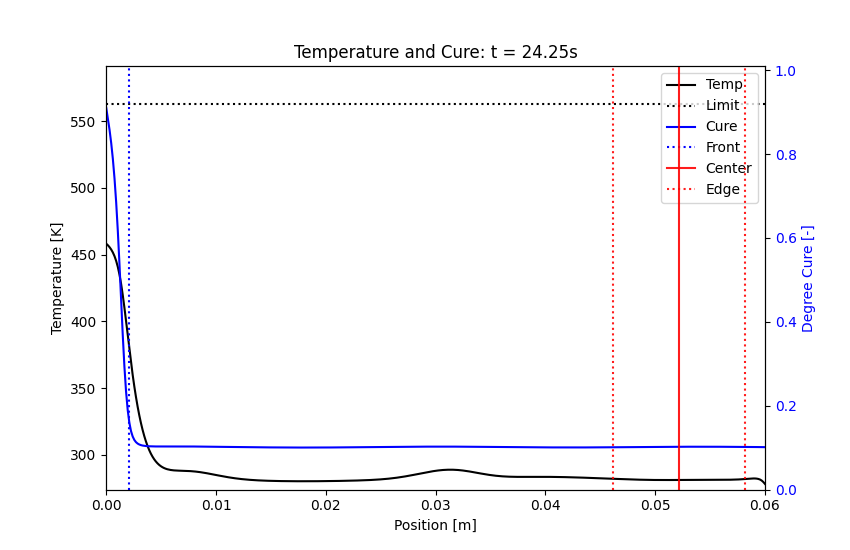 Temperature and Cure: t = 24.25s
Temp
Limit
Cure
Front
Center
Edge
550
500
450
400
350
300
Temperature [K]
1.0
0.8
0.6
0.4
0.2
0.0
Degree Cure [-]
0.00 0.01 0.02 0.03 0.04 0.05 0.06
Position [m]